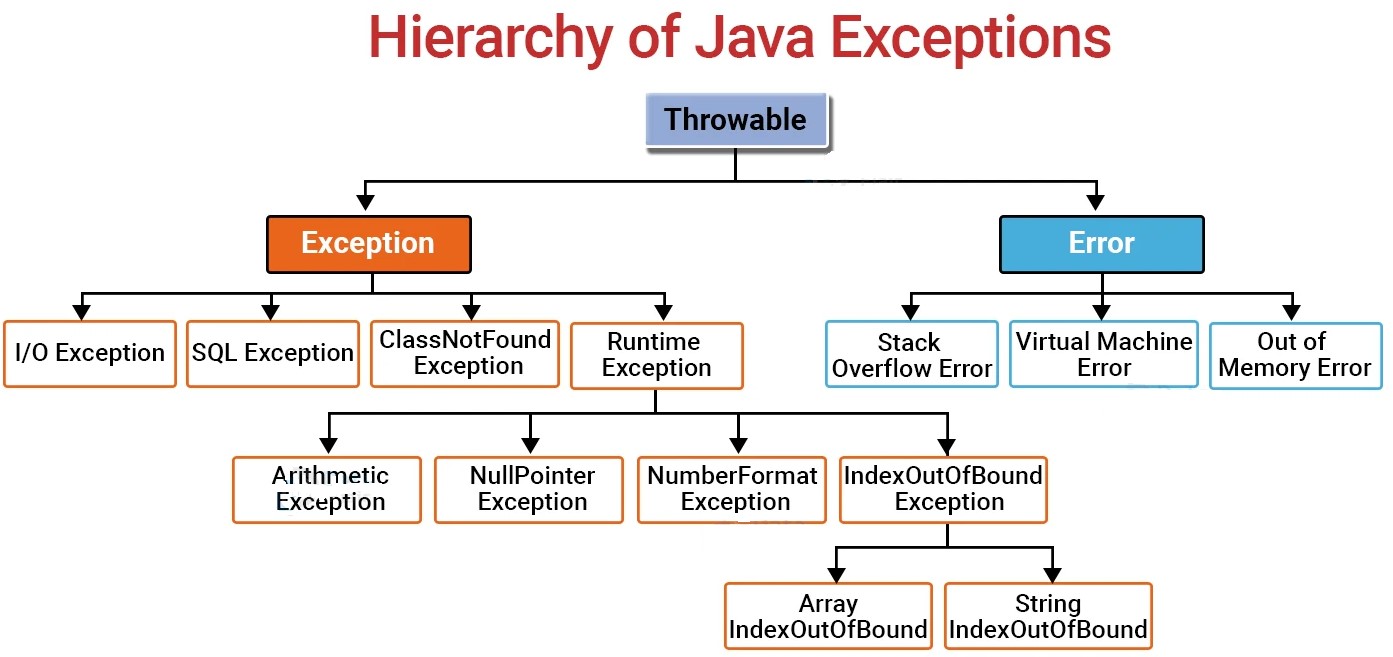 Hierarchy of Java Exceptions
Throwable
Exception
Error
I/O Exception
SQL Exception
ClassNotFound
Exception
Runtime
Exception
Stack
Overflow Error
Virtual Machine
Error
Out of
Memory Error
Arithmetic
Exception
NullPointer
Exception
NumberFormat
Exception
IndexOutOfBound
Exception
Array
IndexOutOfBound
String
IndexOutOfBound